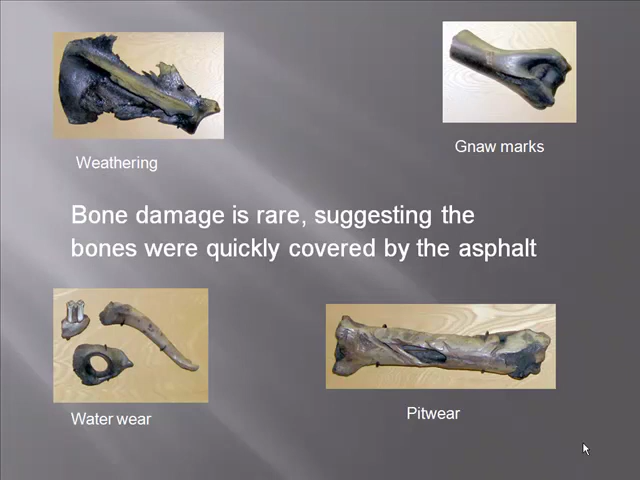 Weathering
Gnaw marks
Bone damage is rare, suggesting the
bones were quickly covered by the asphalt
Water wear
Pitwear